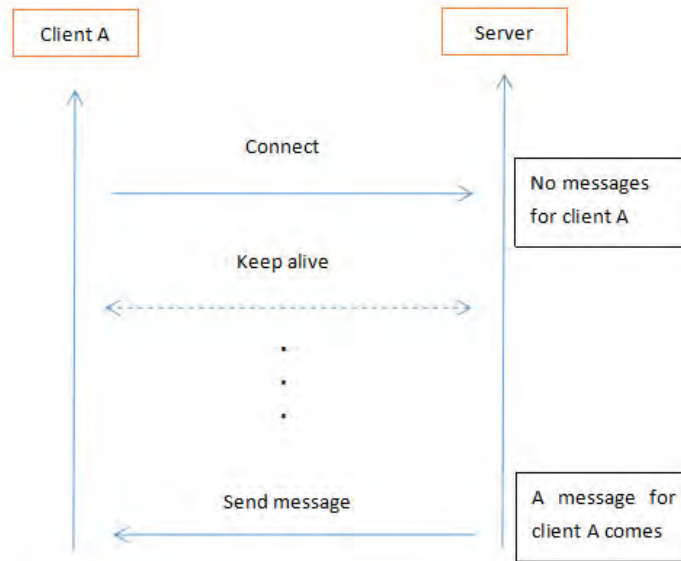 Client A
Server
Connect
No messages
for client A
Keep alive
Send message
A message for
client A comes